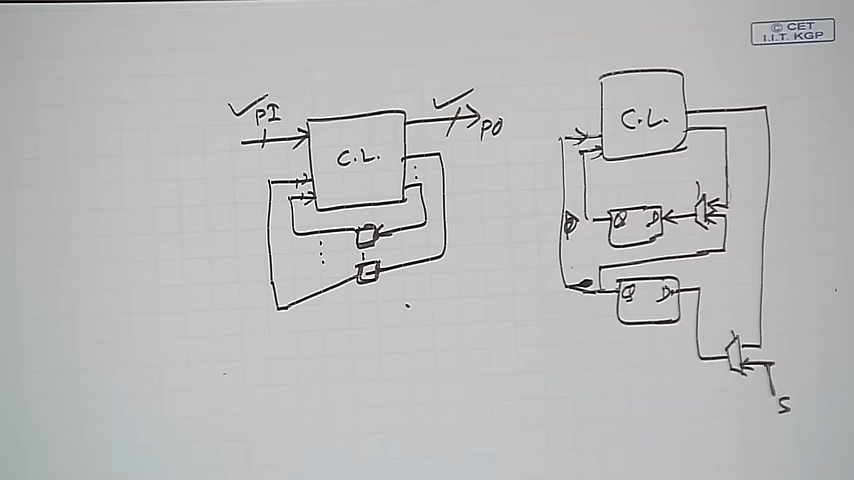 © CET
I.I.T. KGP
PI
PO
C.L.
C.L.
Q D
Q D
S